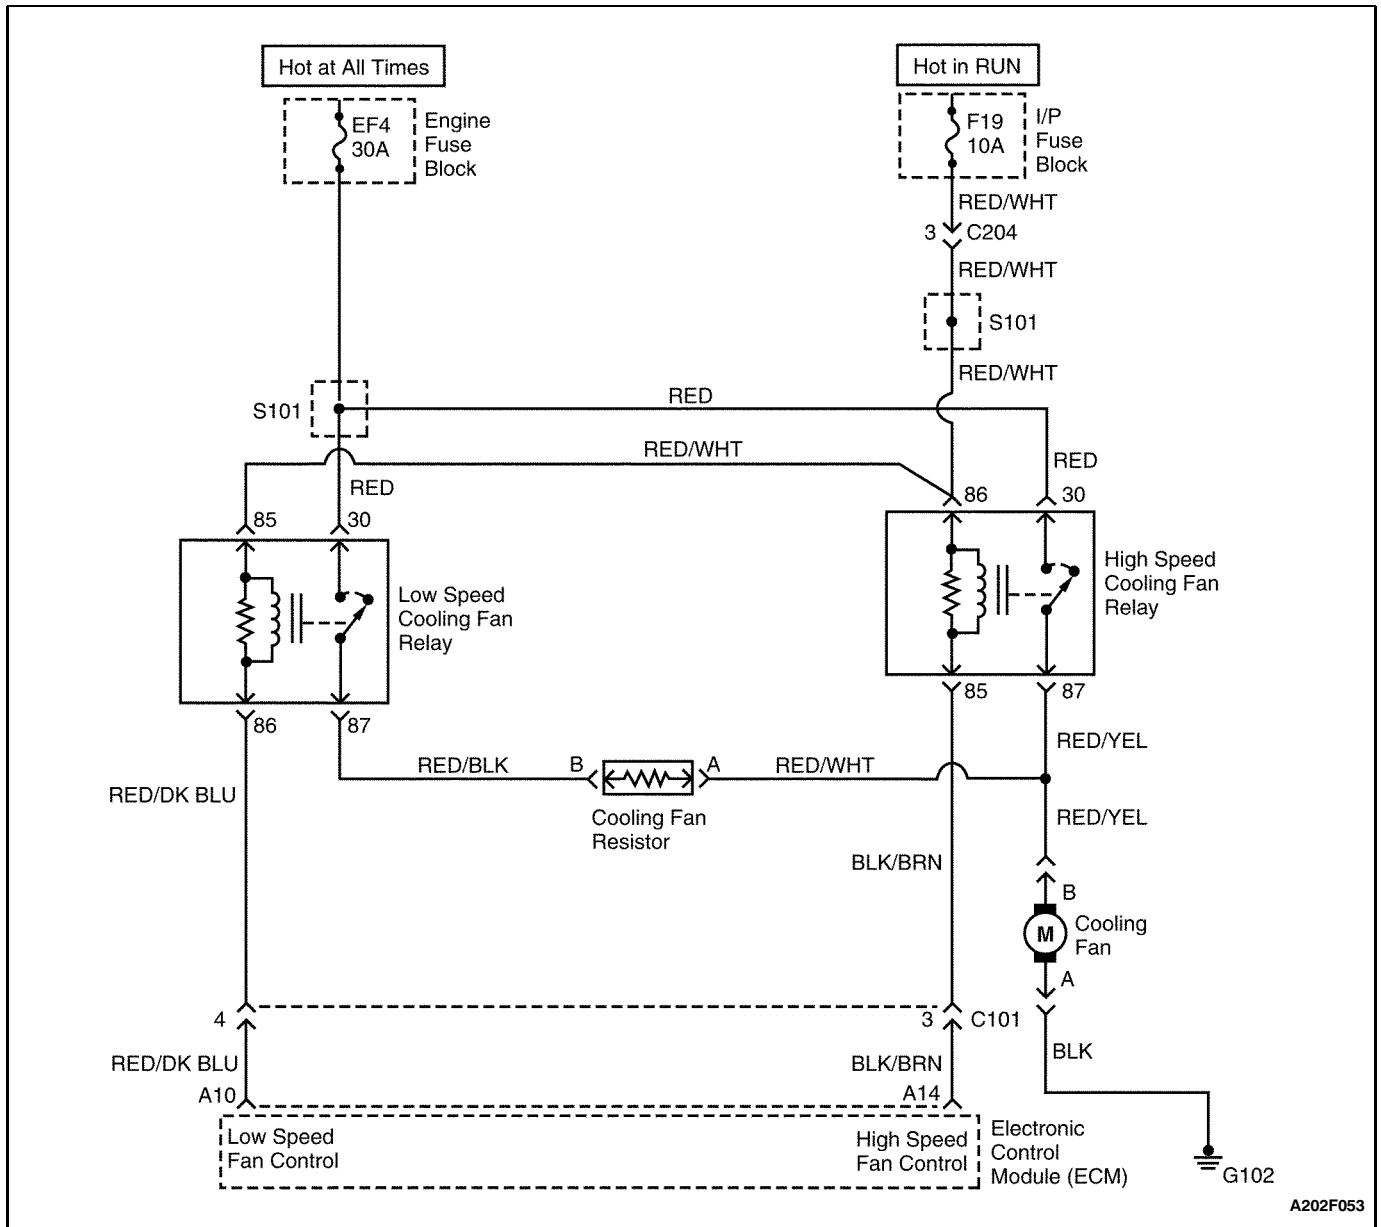 Hot at All Times
Hot in RUN
EF4
30A
Engine
Fuse
Block
F19
10A
I/P
Fuse
Block
RED/WHT
3
C204
RED/WHT
S101
RED/WHT
S101
RED
RED/WHT
RED
RED
85
30
86
30
Low Speed
Cooling Fan
Relay
High Speed
Cooling Fan
Relay
86
87
85
87
RED/YEL
RED/BLK
B
A
RED/WHT
RED/DK BLU
Cooling Fan
Resistor
RED/YEL
BLK/BRN
B
M
Cooling
Fan
A
4
3
C101
RED/DK BLU
BLK/BRN
BLK
A10
A14
Low Speed
Fan Control
High Speed
Fan Control
Electronic
Control
Module (ECM)
G102
A202F053